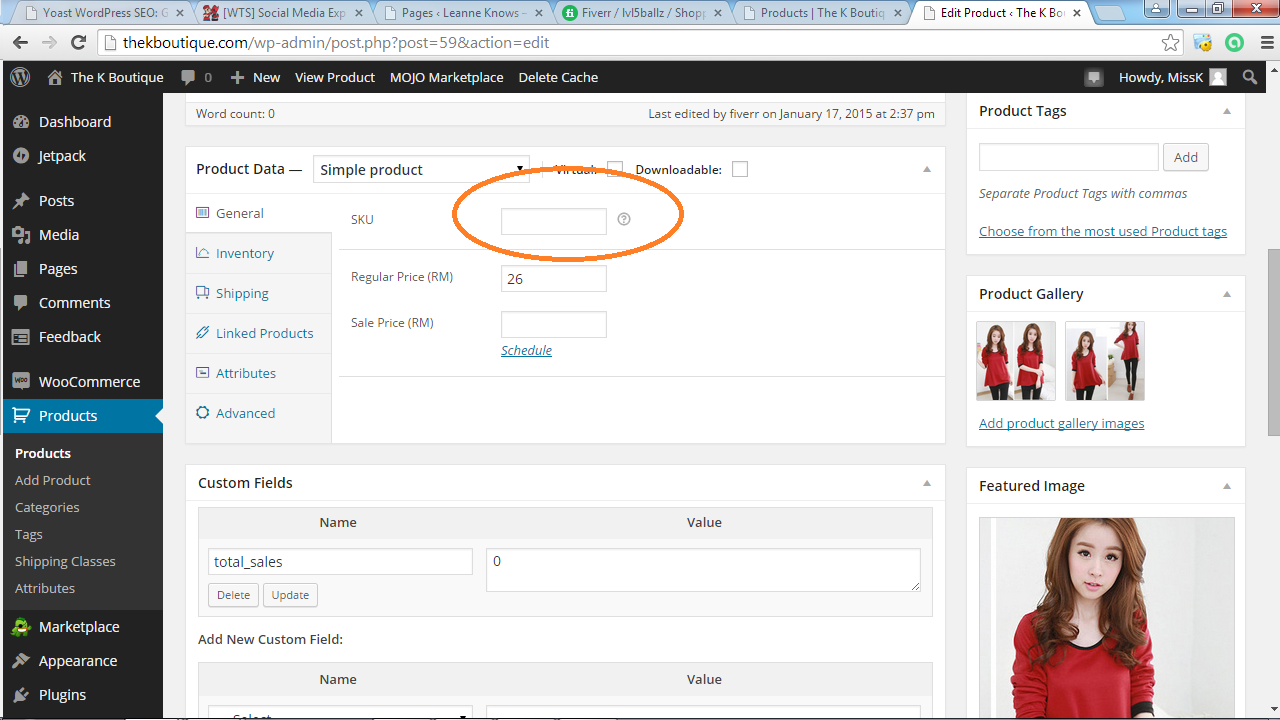 Yoast WordPress SEO: G
[WTS] Social Media Exp
Pages ‹ Leanne Knows –
Fiverr / lvl5ballz / Shopp
Products | The K Boutiq
Edit Product ‹ The K Bo
thekboutique.com/wp-admin/post.php?post=59&action=edit
The K Boutique
0
New
View Product
MOJO Marketplace
Delete Cache
Howdy, MissK
Dashboard
Jetpack
Posts
Media
Pages
Comments
Feedback
WooCommerce
Products
Products
Add Product
Categories
Tags
Shipping Classes
Attributes
Marketplace
Appearance
Plugins
Word count: 0
Last edited by fiverr on January 17, 2015 at 2:37 pm
Product Data —
Simple product
Virtual:
Downloadable:
General
Inventory
Shipping
Linked Products
Attributes
Advanced
SKU
?
Regular Price (RM)
26
Sale Price (RM)
Schedule
Custom Fields
Name
Value
total_sales
0
Delete
Update
Add New Custom Field:
Name
Value
Product Tags
Add
Separate Product Tags with commas
Choose from the most used Product tags
Product Gallery
Add product gallery images
Featured Image